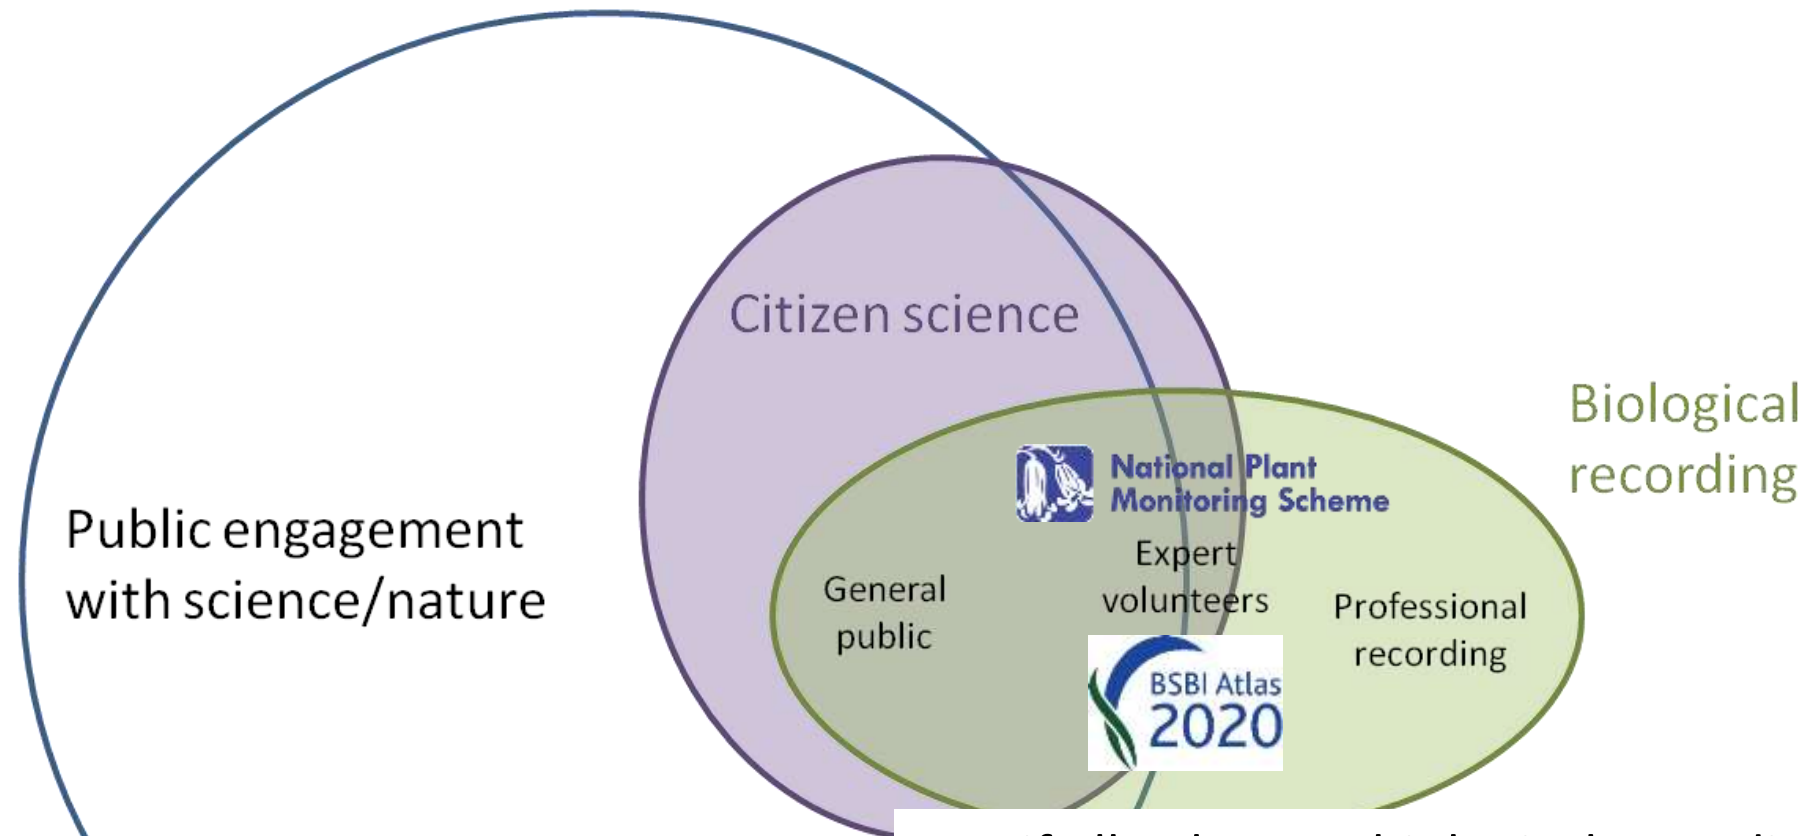 Citizen science
Biological
recording
National Plant
Monitoring Scheme
Public engagement
with science/nature
Expert
volunteers
General
public
Professional
recording
BSBI Atlas
2020